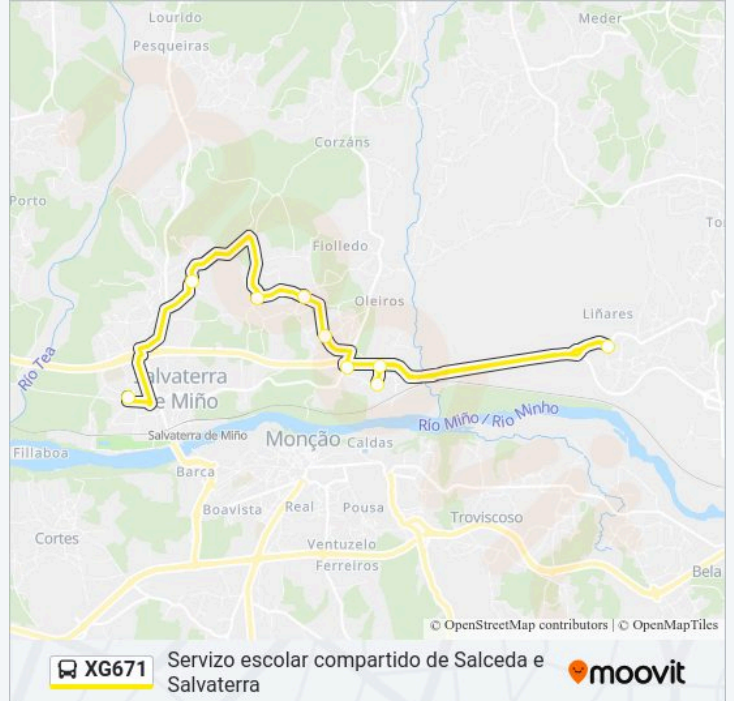 Lourido
Meder
Pesqueiras
Corzáns
Porto
To
Fiolledo
Oleiros
Liñares
Río Tea
Salvaterra
de Miño
Río Miño / Rio Minho
Salvaterra de Miño
Monção
Caldas
Fillaboa
Barca
Boavista
Real
Pousa
Troviscoso
Cortes
Ventuzelo
Ferreiros
Bela
© OpenStreetMap contributors | © OpenMapTiles
XG671
Servizo escolar compartido de Salceda e
Salvaterra
moovit